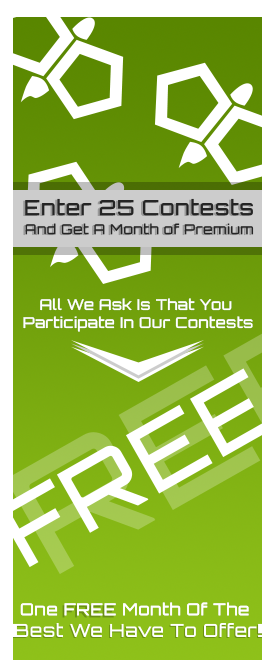 Enter 25 Contests
And Get A Month of Premium
All We Ask Is That You
Participate In Our Contests
FREE
One FREE Month Of The
Best We Have To Offer!